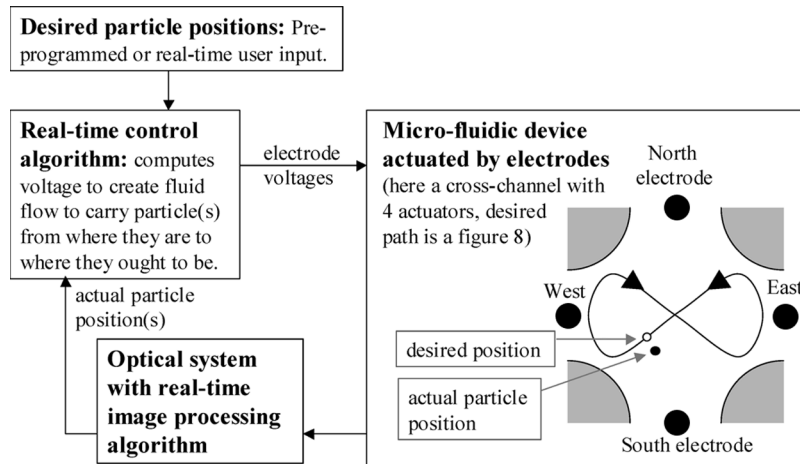 Desired particle positions: Pre-
programmed or real-time user input.
Real-time control
algorithm: computes
voltage to create fluid
flow to carry particle(s)
from where they are to
where they ought to be.
electrode
voltages
Micro-fluidic device
actuated by electrodes
(here a cross-channel with
4 actuators, desired
path is a figure 8)
North
electrode
West
East
desired position
actual particle
position
South electrode
actual particle
position(s)
Optical system
with real-time
image processing
algorithm